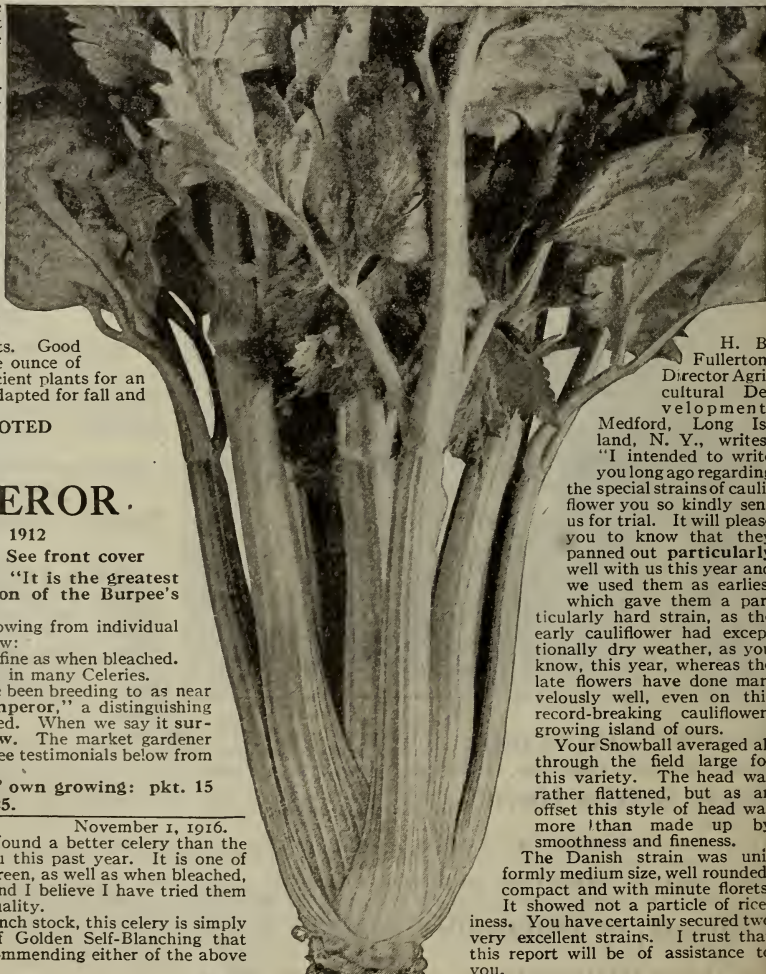 ts. Good
e ounce of
cient plants for an
dapted for fall and
OTED
EROR.
1912
See front cover
"It is the greatest
on of the Burpee's
owing from individual
w:
fine as when bleached.
in many Celeries.
e been breeding to as near
mperor," a distinguishing
ed. When we say it sur-
w. The market gardener
ee testimonials below from
' own growing: pkt. 15
5.
November 1, 1916.
found a better celery than the
u this past year. It is one of
reen, as well as when bleached,
nd I believe I have tried them
uality.
nch stock, this celery is simply
f Golden Self-Blanching that
mmending either of the above
H. B
Fullerton
Director Agri
cultural De
velopment
Medford, Long Is
land, N. Y., writes
"I intended to write
you long ago regarding
the special strains of cauli
flower you so kindly sen
us for trial. It will pleas
you to know that they
panned out particularly
well with us this year and
we used them as earlies
which gave them a par
ticularly hard strain, as th
early cauliflower had excep
tionally dry weather, as you
know, this year, whereas th
late flowers have done mar
velously well, even on thi
record-breaking cauliflower
growing island of ours.
Your Snowball averaged al
through the field large fo
this variety. The head wa
rather flattened, but as an
offset this style of head wa
more than made up by
smoothness and fineness.
The Danish strain was uni
formly medium size, well rounded
compact and with minute florets
It showed not a particle of rice
iness. You have certainly secured two
very excellent strains. I trust tha
this report will be of assistance to
you.